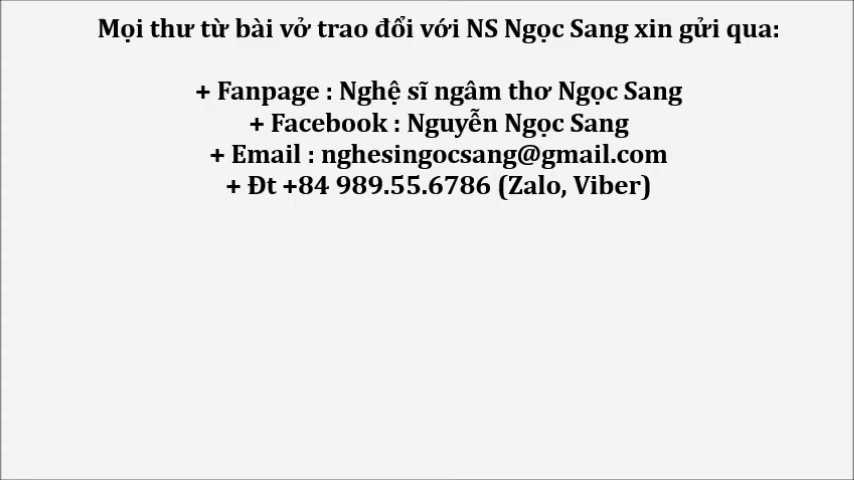 Mọi thư từ bài vở trao đổi với NS Ngọc Sang xin gửi qua:
+ Fanpage : Nghệ sĩ ngâm thơ Ngọc Sang
+ Facebook : Nguyễn Ngọc Sang
+ Email : nghesingocsang@gmail.com
+ Đt +84 989.55.6786 (Zalo, Viber)